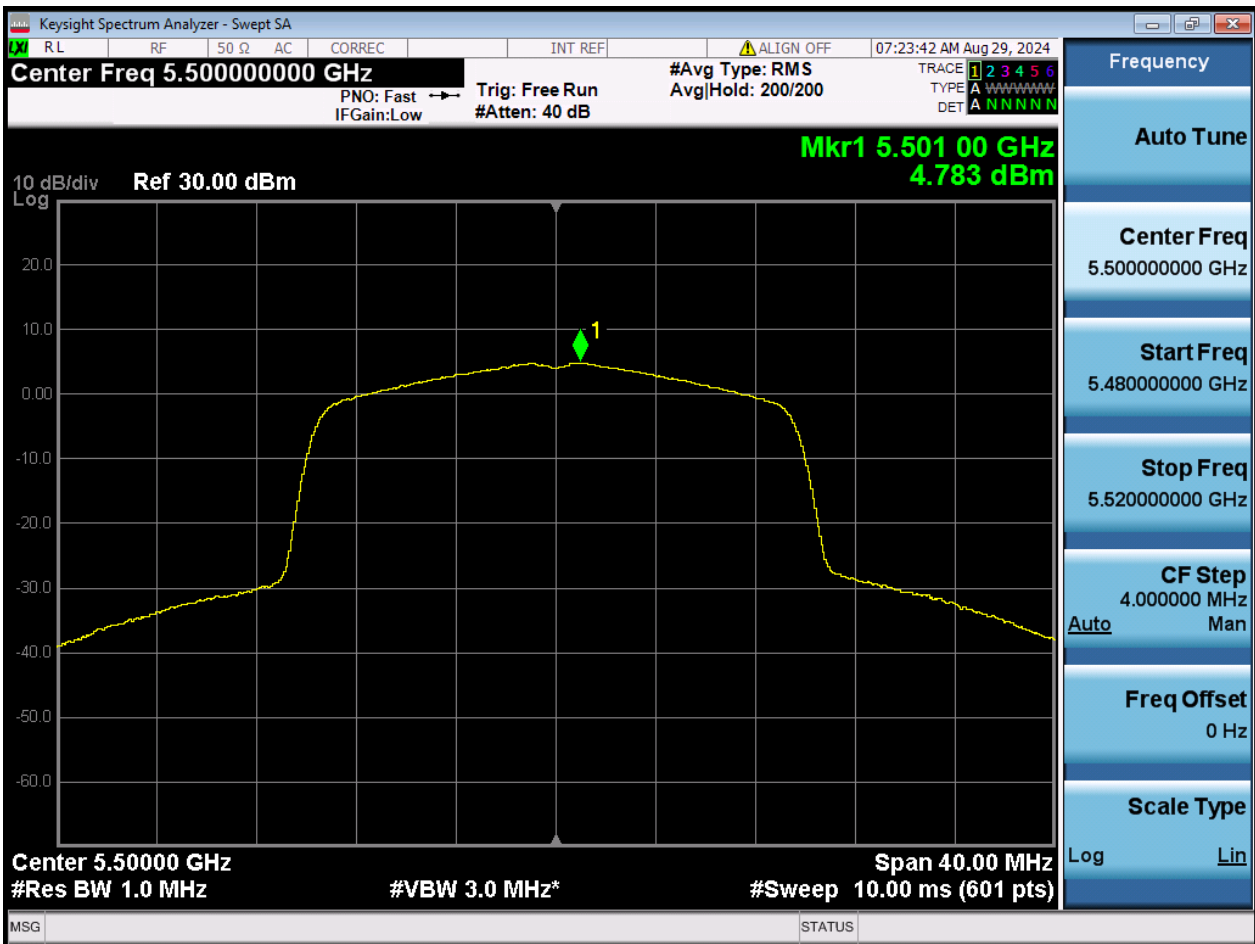 Keysight Spectrum Analyzer - Swept SA
LXI RL RF 50 Ω AC CORREC INT REF ALIGN OFF 07:23:42 AM Aug 29, 2024
Center Freq 5.500000000 GHz
PNO: Fast
IFGain:Low
Trig: Free Run
#Atten: 40 dB
#Avg Type: RMS
Avg|Hold: 200/200
TRACE 1 2 3 4 5 6
TYPE A WWWWW
DET A N N N N N
Mkr1 5.501 00 GHz
4.783 dBm
10 dB/div Ref 30.00 dBm
Log
20.0
10.0
1
0.00
-10.0
-20.0
-30.0
-40.0
-50.0
-60.0
Center 5.50000 GHz Span 40.00 MHz
#Res BW 1.0 MHz #VBW 3.0 MHz* #Sweep 10.00 ms (601 pts)
MSG STATUS
Frequency
Auto Tune
Center Freq
5.500000000 GHz
Start Freq
5.480000000 GHz
Stop Freq
5.520000000 GHz
CF Step
4.000000 MHz
Auto Man
Freq Offset
0 Hz
Scale Type
Log Lin